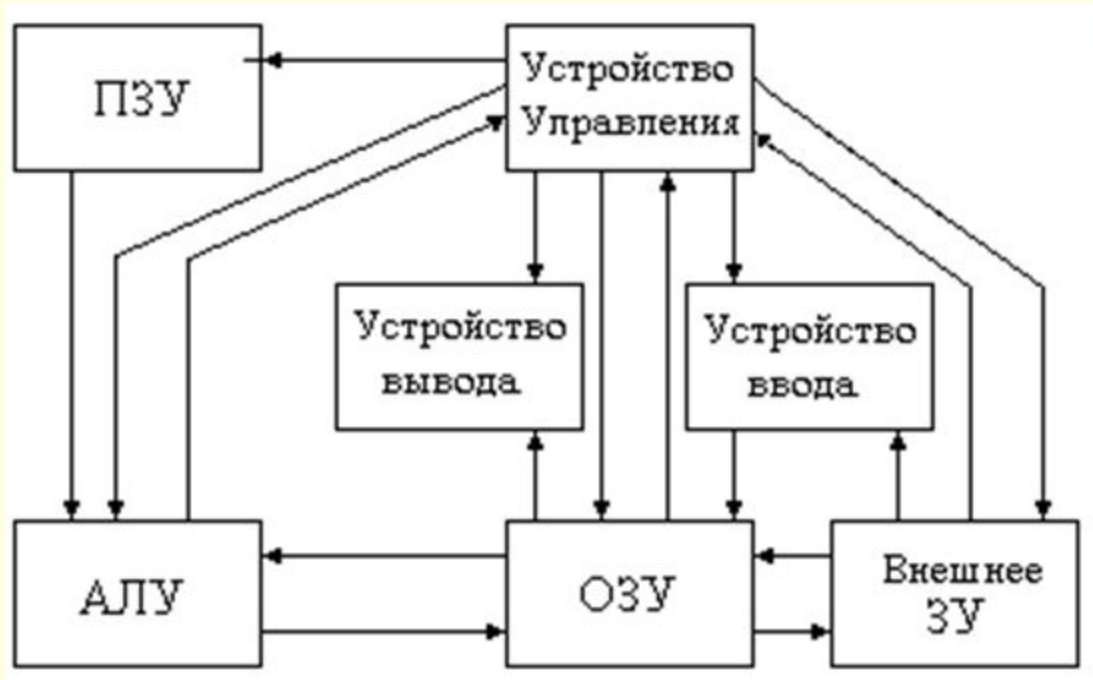 ПЗУ
Устройство
Управления
Устройство
вывода
Устройство
ввода
АЛУ
ОЗУ
Внешнее
ЗУ